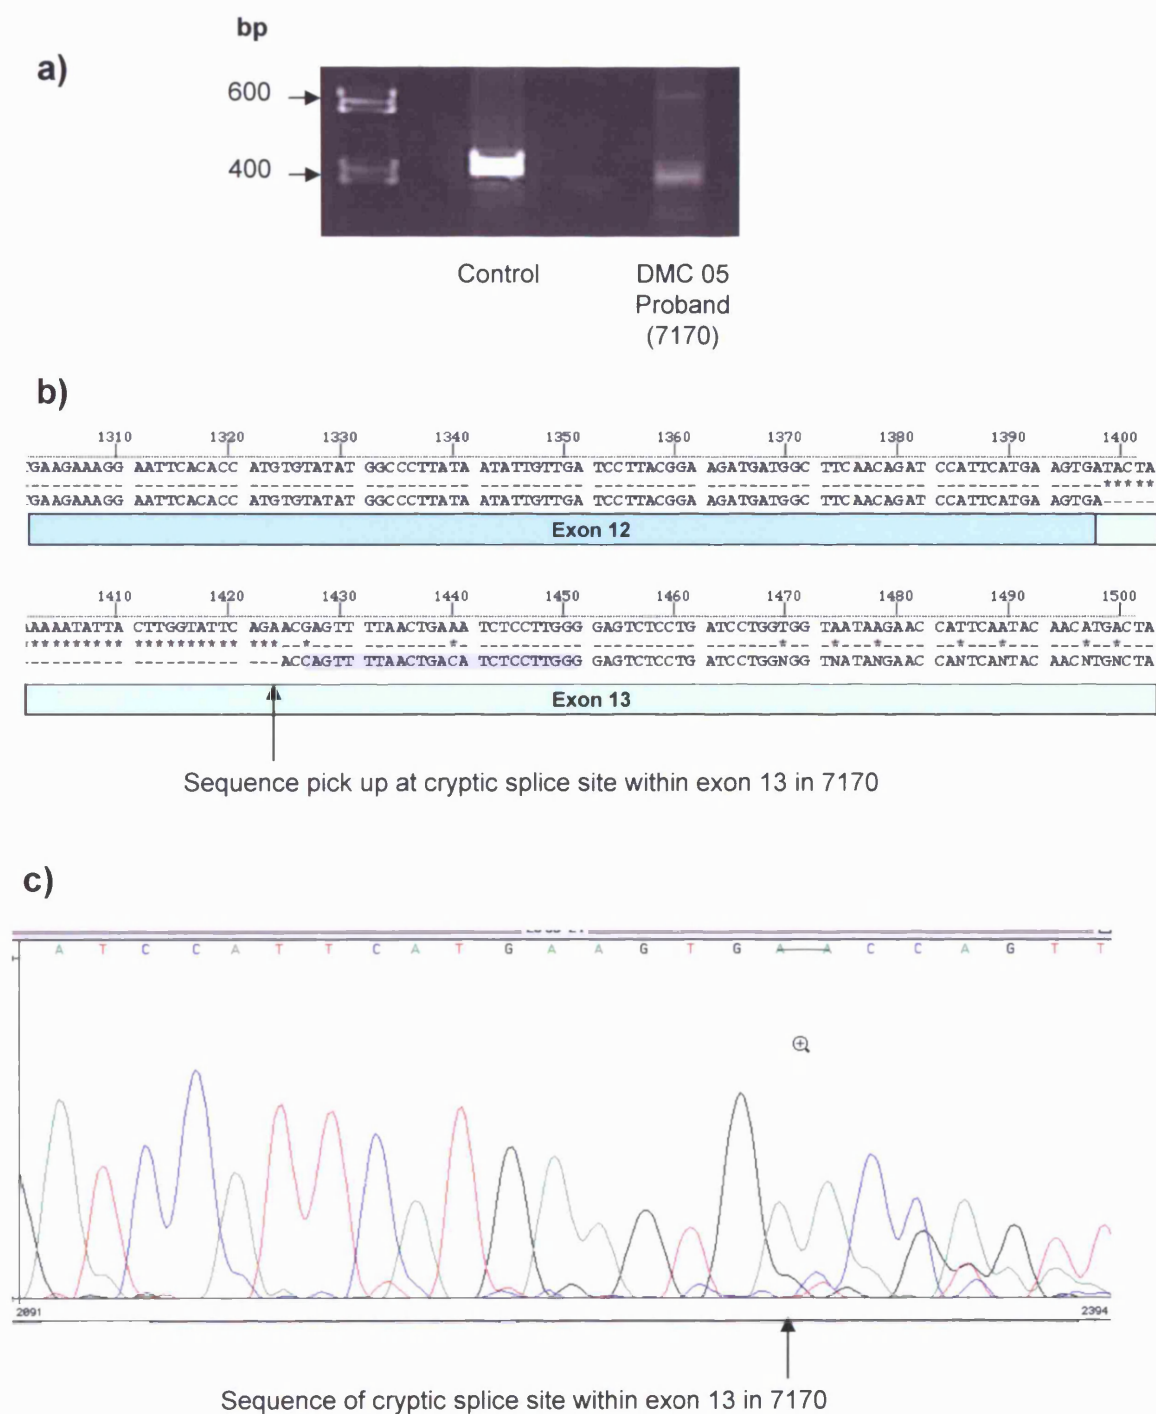 bp
a)
600
400
Control
DMC 05
Proband
(7170)
b)
1310 1320 1330 1340 1350 1360 1370 1380 1390 1400
GAAGAAAGG AATTCACACC ATGTGTATAT GGCCCTTATA ATATTGTTGA TCCTTACGGA AGATGATGGC TTCAACAGAT CCATTCATGA AGTGATACTA
*****
GAAGAAAGG AATTCACACC ATGTGTATAT GGCCCTTATA ATATTGTTGA TCCTTACGGA AGATGATGGC TTCAACAGAT CCATTCATGA AGTGA-----
Exon 12
1410 1420 1430 1440 1450 1460 1470 1480 1490 1500
AAAATATTA CTTGGTATTC AGAACGAGTT TTAACTGAAA TCTCCTTGGG GAGTCTCCTG ATCCTGGTGG TAATAAGAAC CATTCAATAC AACATGACTA
ACCAGTT TTAACTGACA TCTCCTTGGG GAGTCTCCTG ATCCTGGNGG TNATANGAAC CANTCANTAC AACNTGNCTA
Exon 13
Sequence pick up at cryptic splice site within exon 13 in 7170
c)
A T C C A T T C A T G A A G T G A A C C A G T T
2091 2394
Sequence of cryptic splice site within exon 13 in 7170